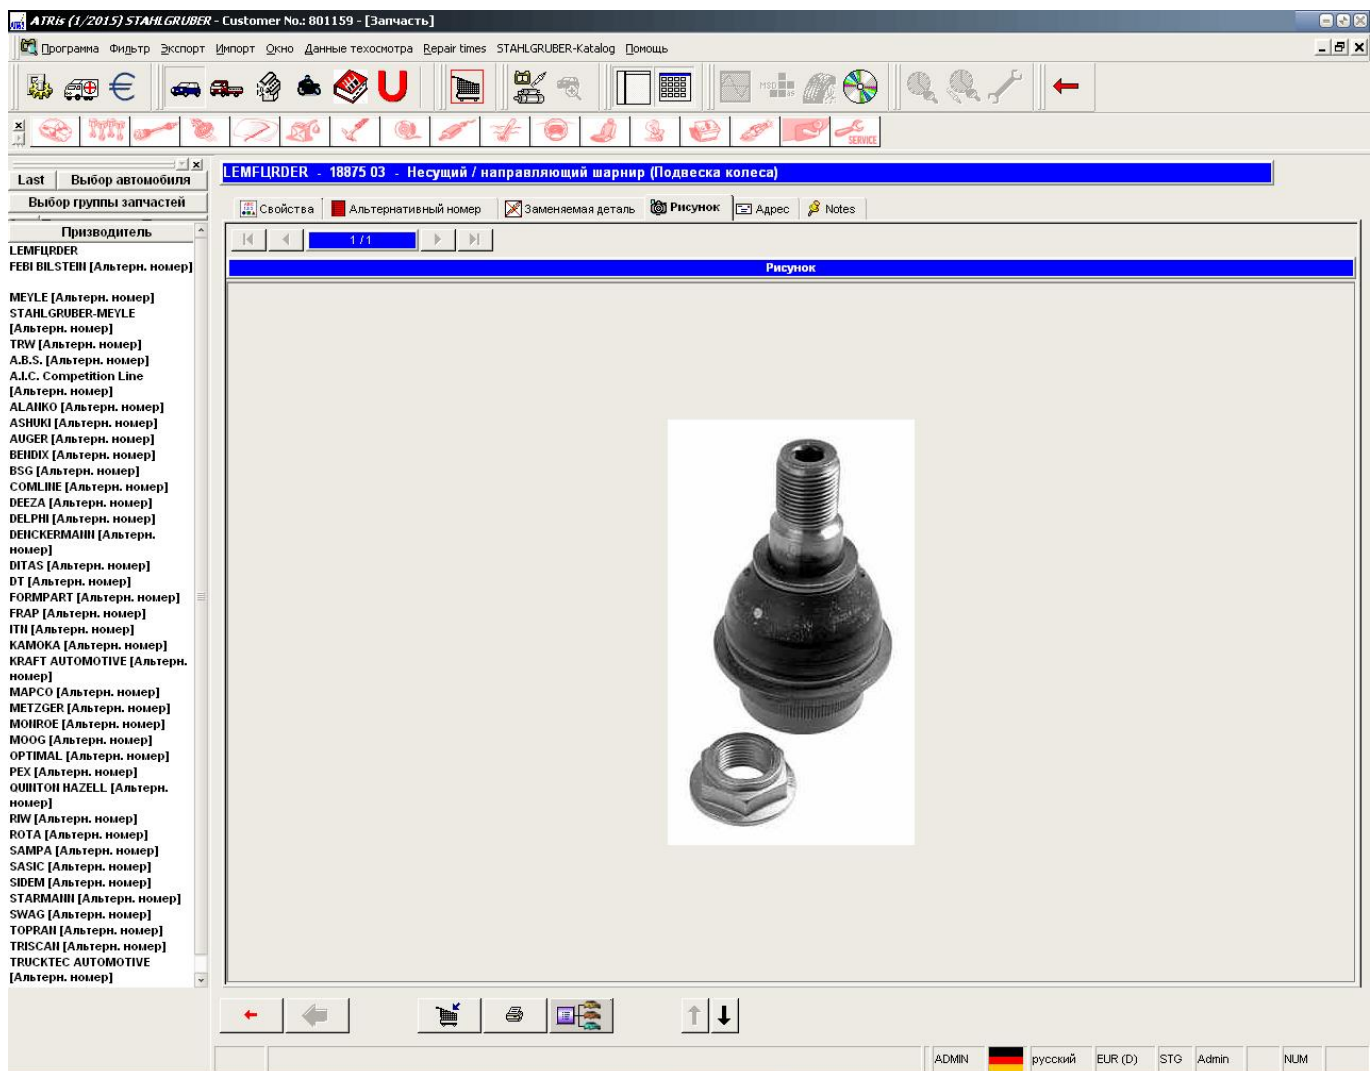 ATRis (1/2015) STAHLGRUBER - Customer No.: 801159 - [Запчасть]
Программа Фильтр Экспорт Импорт Окно Данные техосмотра Repair times STAHLGRUBER-Katalog Помощь
MSD
as
SERVICE
Last Выбор автомобиля
Выбор группы запчастей
LEMFЦRDER - 18875 03 - Несущий / направляющий шарнир (Подвеска колеса)
Свойства Альтернативный номер Заменяемая деталь Рисунок Адрес Notes
1 / 1
Рисунок
Призводитель
LEMFЦRDER
FEBI BILSTEIN [Альтерн. номер]
MEYLE [Альтерн. номер]
STAHLGRUBER-MEYLE
[Альтерн. номер]
TRW [Альтерн. номер]
A.B.S. [Альтерн. номер]
A.I.C. Competition Line
[Альтерн. номер]
ALANKO [Альтерн. номер]
ASHUKI [Альтерн. номер]
AUGER [Альтерн. номер]
BENDIX [Альтерн. номер]
BSG [Альтерн. номер]
COMLINE [Альтерн. номер]
DEEZA [Альтерн. номер]
DELPHI [Альтерн. номер]
DENCKERMANN [Альтерн.
номер]
DITAS [Альтерн. номер]
DT [Альтерн. номер]
FORMPART [Альтерн. номер]
FRAP [Альтерн. номер]
ITN [Альтерн. номер]
KAMOKA [Альтерн. номер]
KRAFT AUTOMOTIVE [Альтерн.
номер]
MAPCO [Альтерн. номер]
METZGER [Альтерн. номер]
MONROE [Альтерн. номер]
MOOG [Альтерн. номер]
OPTIMAL [Альтерн. номер]
PEX [Альтерн. номер]
QUINTON HAZELL [Альтерн.
номер]
RIW [Альтерн. номер]
ROTA [Альтерн. номер]
SAMPA [Альтерн. номер]
SASIC [Альтерн. номер]
SIDEM [Альтерн. номер]
STARMANN [Альтерн. номер]
SWAG [Альтерн. номер]
TOPRAN [Альтерн. номер]
TRISCAN [Альтерн. номер]
TRUCKTEC AUTOMOTIVE
[Альтерн. номер]
ADMIN русский EUR (D) STG Admin NUM